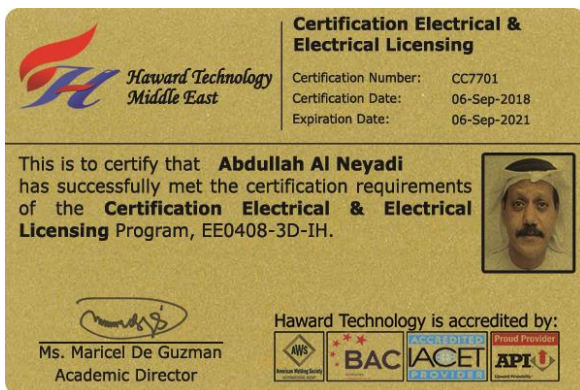 Haward Technology
Middle East
Certification Electrical &
Electrical Licensing
Certification Number: CC7701
Certification Date: 06-Sep-2018
Expiration Date: 06-Sep-2021
This is to certify that Abdullah Al Neyadi
has successfully met the certification requirements
of the Certification Electrical & Electrical
Licensing Program, EE0408-3D-IH.
Ms. Maricel De Guzman
Academic Director
Haward Technology is accredited by:
AWS
American Welding Society
BAC
ACCREDITED
IACET
PROVIDER
Proud Provider
API U